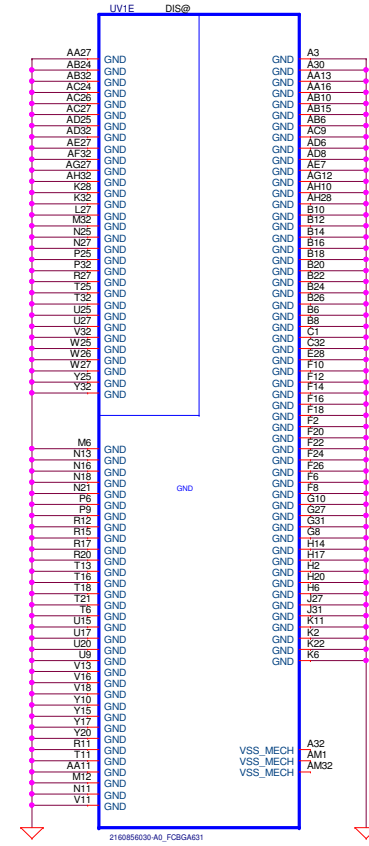 UV1E DIS@
AA27 GND
AB24 GND
AB32 GND
AC24 GND
AC26 GND
AC27 GND
AD25 GND
AD32 GND
AE27 GND
AF32 GND
AG27 GND
AH32 GND
K28 GND
K32 GND
L27 GND
M32 GND
N25 GND
N27 GND
P25 GND
P32 GND
R27 GND
T25 GND
T32 GND
U25 GND
U27 GND
V32 GND
W25 GND
W26 GND
W27 GND
Y25 GND
Y32 GND
M6 GND
N13 GND
N16 GND
N18 GND
N21 GND
P6 GND
P9 GND
R12 GND
R15 GND
R17 GND
R20 GND
T13 GND
T16 GND
T18 GND
T21 GND
T6 GND
U15 GND
U17 GND
U20 GND
U9 GND
V13 GND
V16 GND
V18 GND
Y10 GND
Y15 GND
Y17 GND
Y20 GND
R11 GND
T11 GND
AA11 GND
M12 GND
N11 GND
V11 GND
GND
GND A3
GND A30
GND AA13
GND AA16
GND AB10
GND AB15
GND AB6
GND AC9
GND AD6
GND AD8
GND AE7
GND AG12
GND AH10
GND AH28
GND B10
GND B12
GND B14
GND B16
GND B18
GND B20
GND B22
GND B24
GND B26
GND B6
GND B8
GND C1
GND C32
GND E28
GND F10
GND F12
GND F14
GND F16
GND F18
GND F2
GND F20
GND F22
GND F24
GND F26
GND F6
GND F8
GND G10
GND G27
GND G31
GND G8
GND H14
GND H17
GND H2
GND H20
GND H6
GND J27
GND J31
GND K11
GND K2
GND K22
GND K6
VSS_MECH A32
VSS_MECH AM1
VSS_MECH AM32
2160856030-A0_FCBGA631